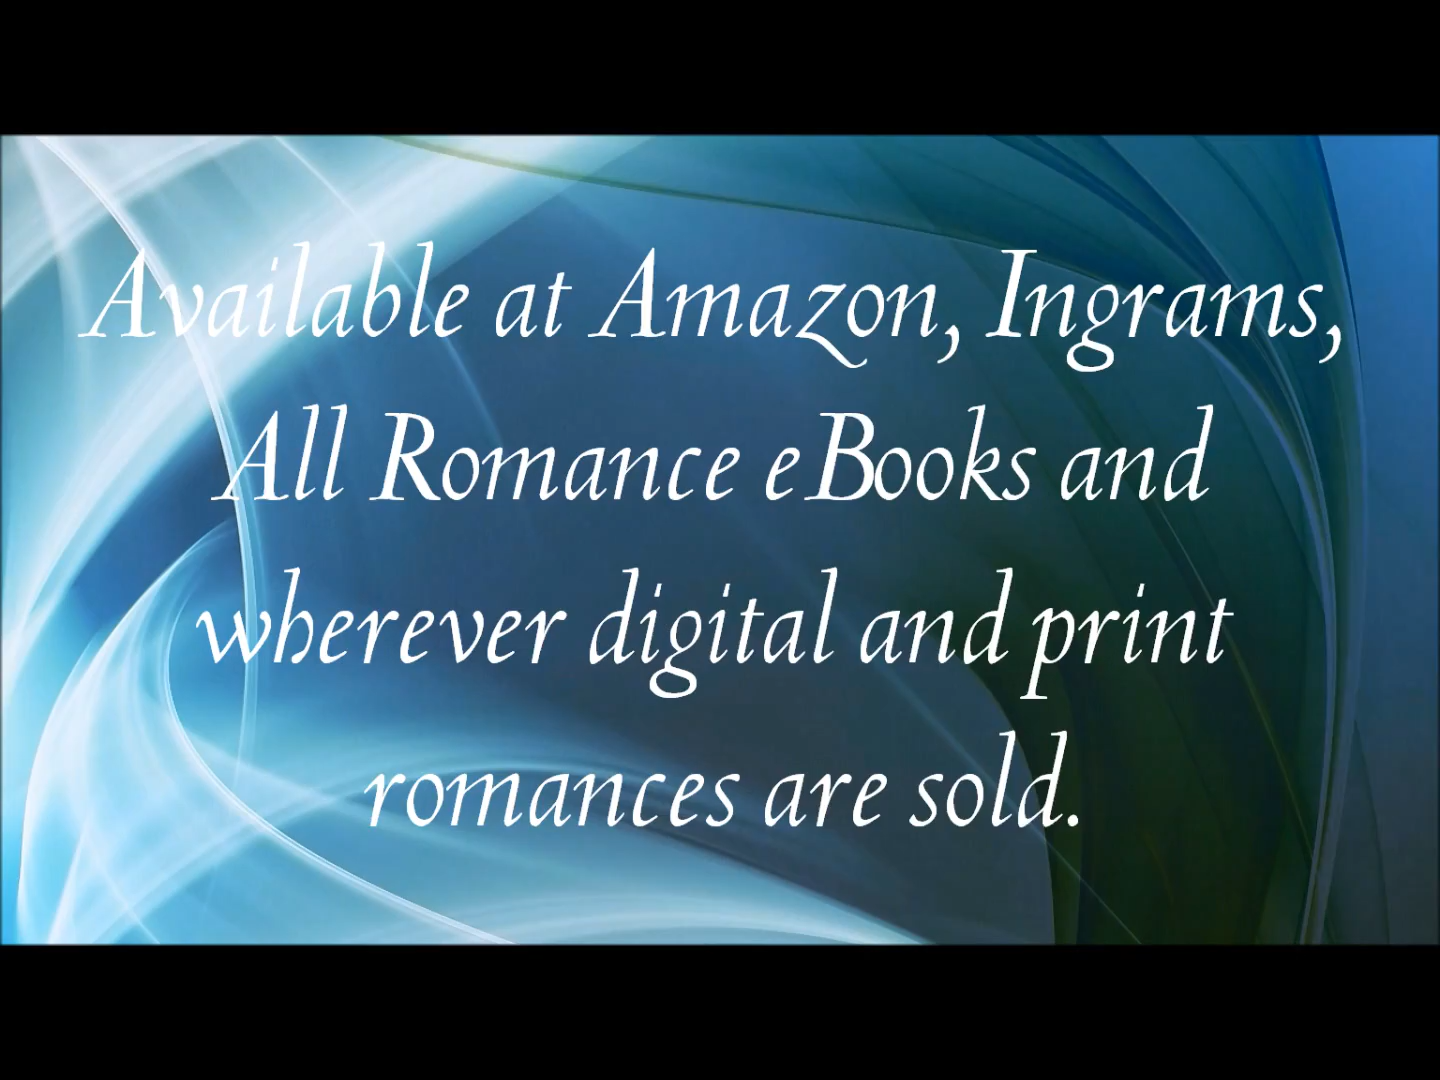 Available at Amazon, Ingrams,
All Romance eBooks and
wherever digital and print
romances are sold.